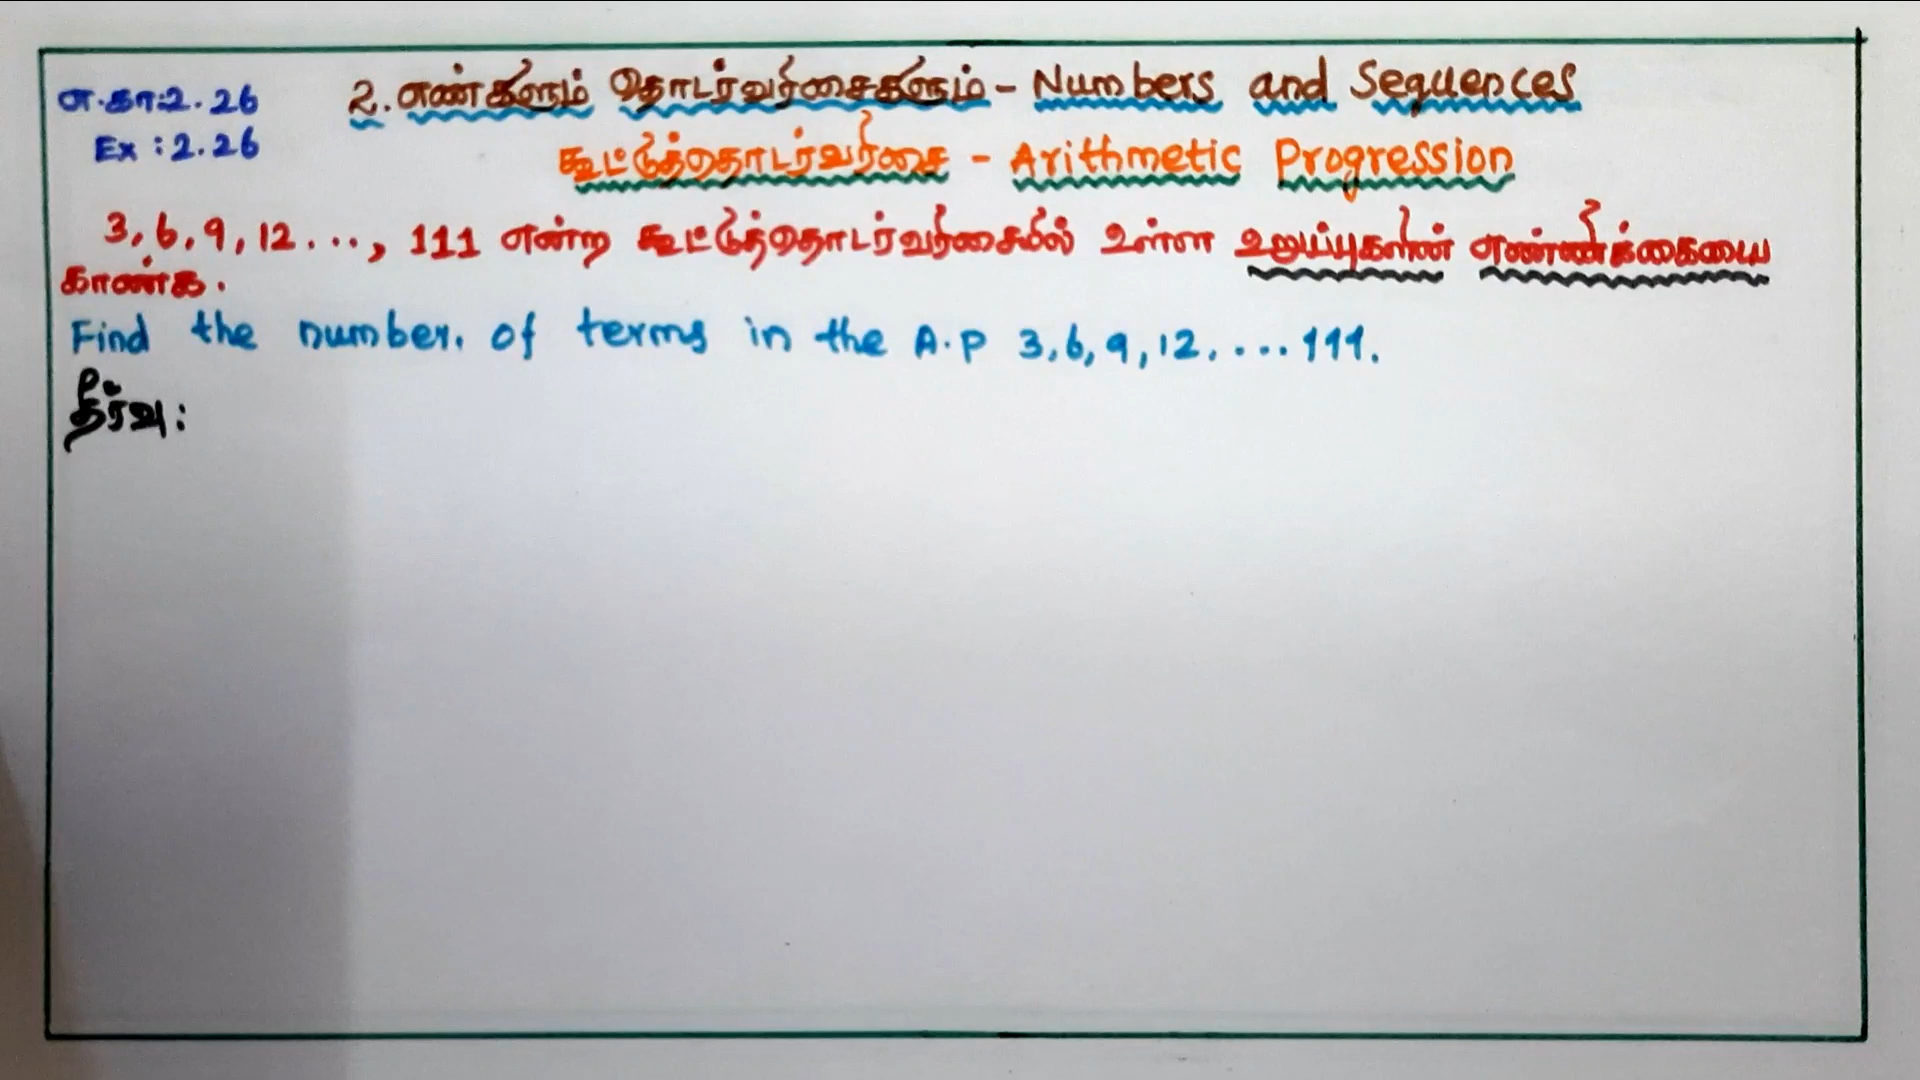 எ.கா:2.26
Ex : 2.26
2. எண்களும் தொடர்வரிசைகளும் - Numbers and Sequences
கூட்டுத்தொடர்வரிசை - Arithmetic Progression
3, 6, 9, 12 ..., 111 என்ற கூட்டுத்தொடர்வரிசையில் உள்ள உறுப்புகளின் எண்ணிக்கையை
காண்க.
Find the number. of terms in the A.P 3, 6, 9, 12, ... 111.
தீர்வு :